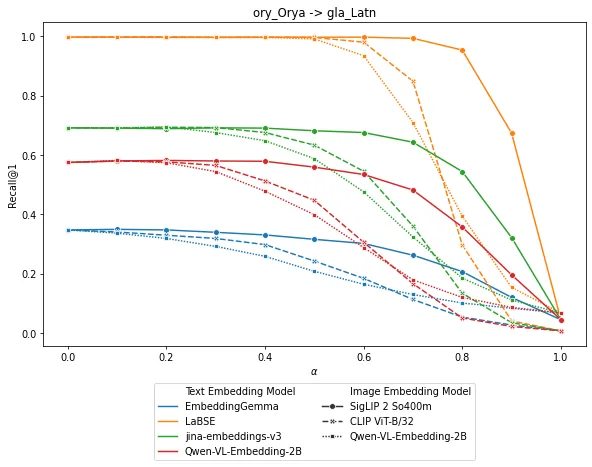 ory_Orya -> gla_Latn
Recall@1
1.0
0.8
0.6
0.4
0.2
0.0
0.0 0.2 0.4 0.6 0.8 1.0
α
Text Embedding Model
EmbeddingGemma
LaBSE
jina-embeddings-v3
Qwen-VL-Embedding-2B
Image Embedding Model
SigLIP 2 So400m
CLIP ViT-B/32
Qwen-VL-Embedding-2B